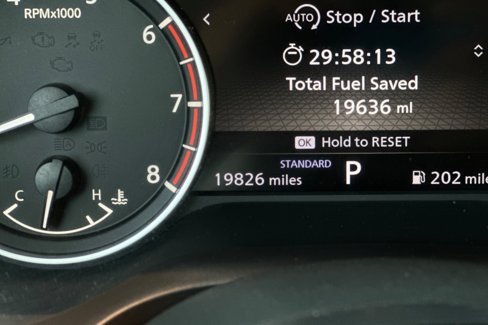 RPMx1000
6
7
8
C
H
< AUTO Stop / Start
29:58:13
Total Fuel Saved
19636 ml
OK Hold to RESET
STANDARD
19826 miles P 202 mile